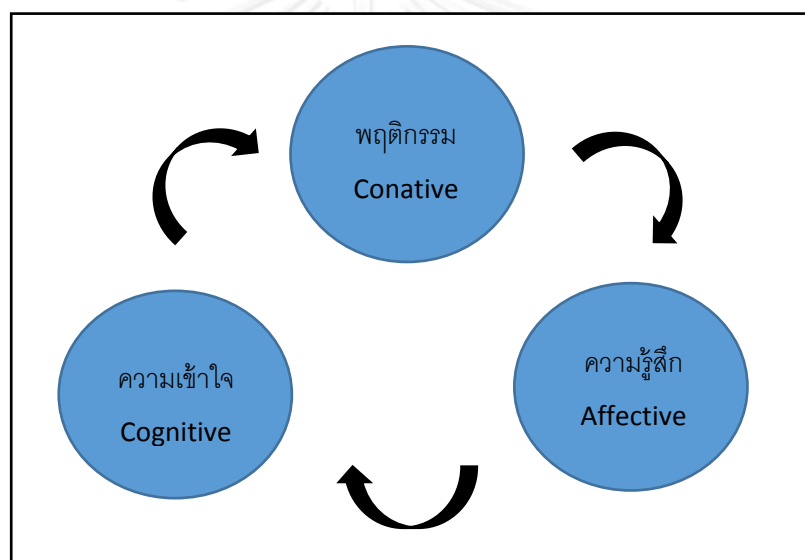 พฤติกรรม
Conative
ความเข้าใจ
Cognitive
ความรู้สึก
Affective